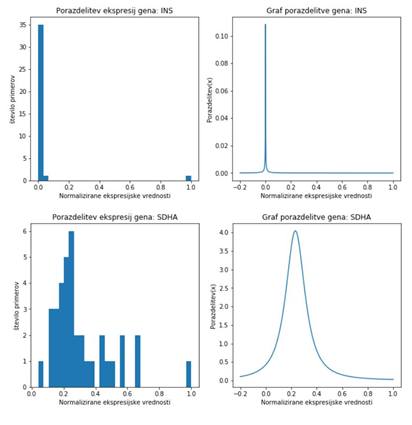 Porazdelitev ekspresij gena: INS
število primerov
35
30
25
20
15
10
5
0
0.0 0.2 0.4 0.6 0.8 1.0
Normalizirane ekspresijske vrednosti
Graf porazdelitve gena: INS
Porazdelitev(x)
0.10
0.08
0.06
0.04
0.02
0.00
−0.2 0.0 0.2 0.4 0.6 0.8 1.0
Normalizirane ekspresijske vrednosti
Porazdelitev ekspresij gena: SDHA
število primerov
6
5
4
3
2
1
0
0.0 0.2 0.4 0.6 0.8 1.0
Normalizirane ekspresijske vrednosti
Graf porazdelitve gena: SDHA
Porazdelitev(x)
4.0
3.5
3.0
2.5
2.0
1.5
1.0
0.5
0.0
−0.2 0.0 0.2 0.4 0.6 0.8 1.0
Normalizirane ekspresijske vrednosti